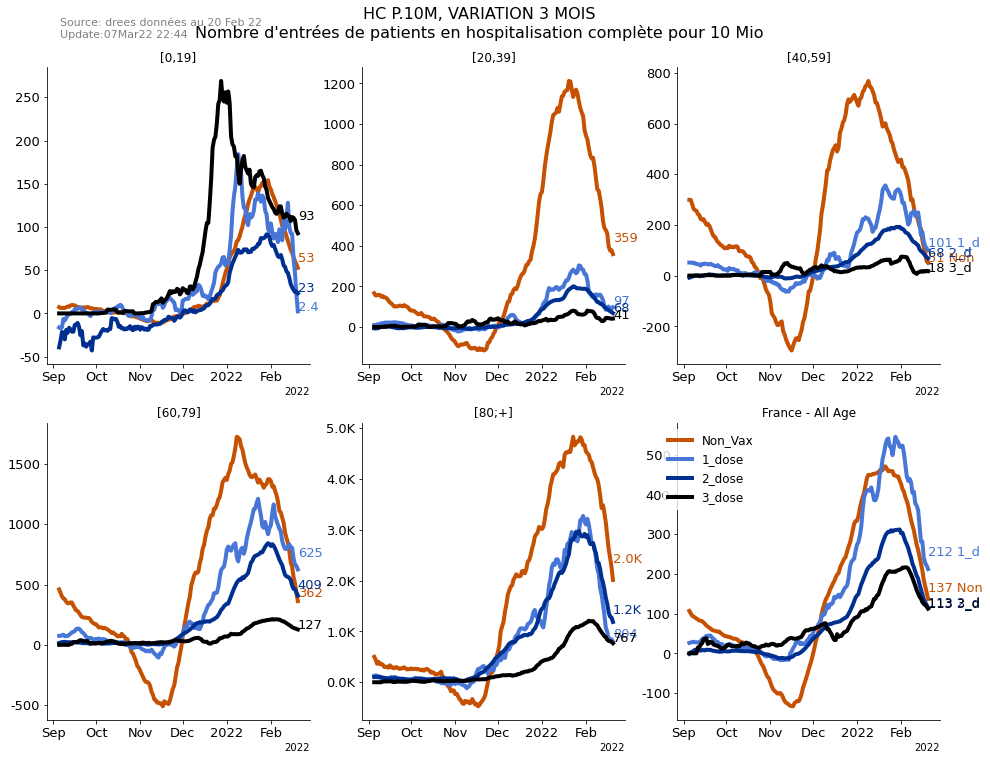 HC P.10M, VARIATION 3 MOIS
Source: drees données au 20 Feb 22
Update:07Mar22 22:44
Nombre d'entrées de patients en hospitalisation complète pour 10 Mio
[0,19]
250
200
150
100
50
0
-50
93
53
23
2.4
Sep Oct Nov Dec 2022 Feb
2022
[20,39]
1200
1000
800
600
400
200
0
359
97
68
41
Sep Oct Nov Dec 2022 Feb
2022
[40,59]
800
600
400
200
0
-200
101 1_d
68 2_d
51 Non
18 3_d
Sep Oct Nov Dec 2022 Feb
2022
[60,79]
1500
1000
500
0
-500
625
409
362
127
Sep Oct Nov Dec 2022 Feb
2022
[80;+]
5.0K
4.0K
3.0K
2.0K
1.0K
0.0K
2.0K
1.2K
767
Sep Oct Nov Dec 2022 Feb
2022
France - All Age
Non_Vax
1_dose
2_dose
3_dose
300
200
100
0
-100
212 1_d
137 Non
Sep Oct Nov Dec 2022 Feb
2022